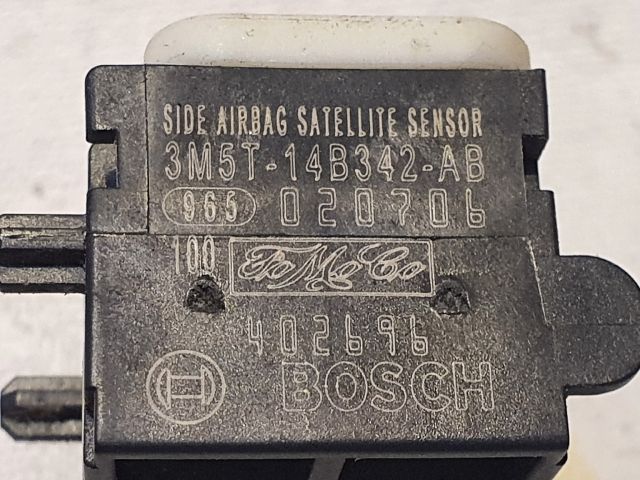 SIDE AIRBAG SATELLITE SENSOR
3M5T-14B342-AB
965 020706
100 FoMoCo
402696
BOSCH